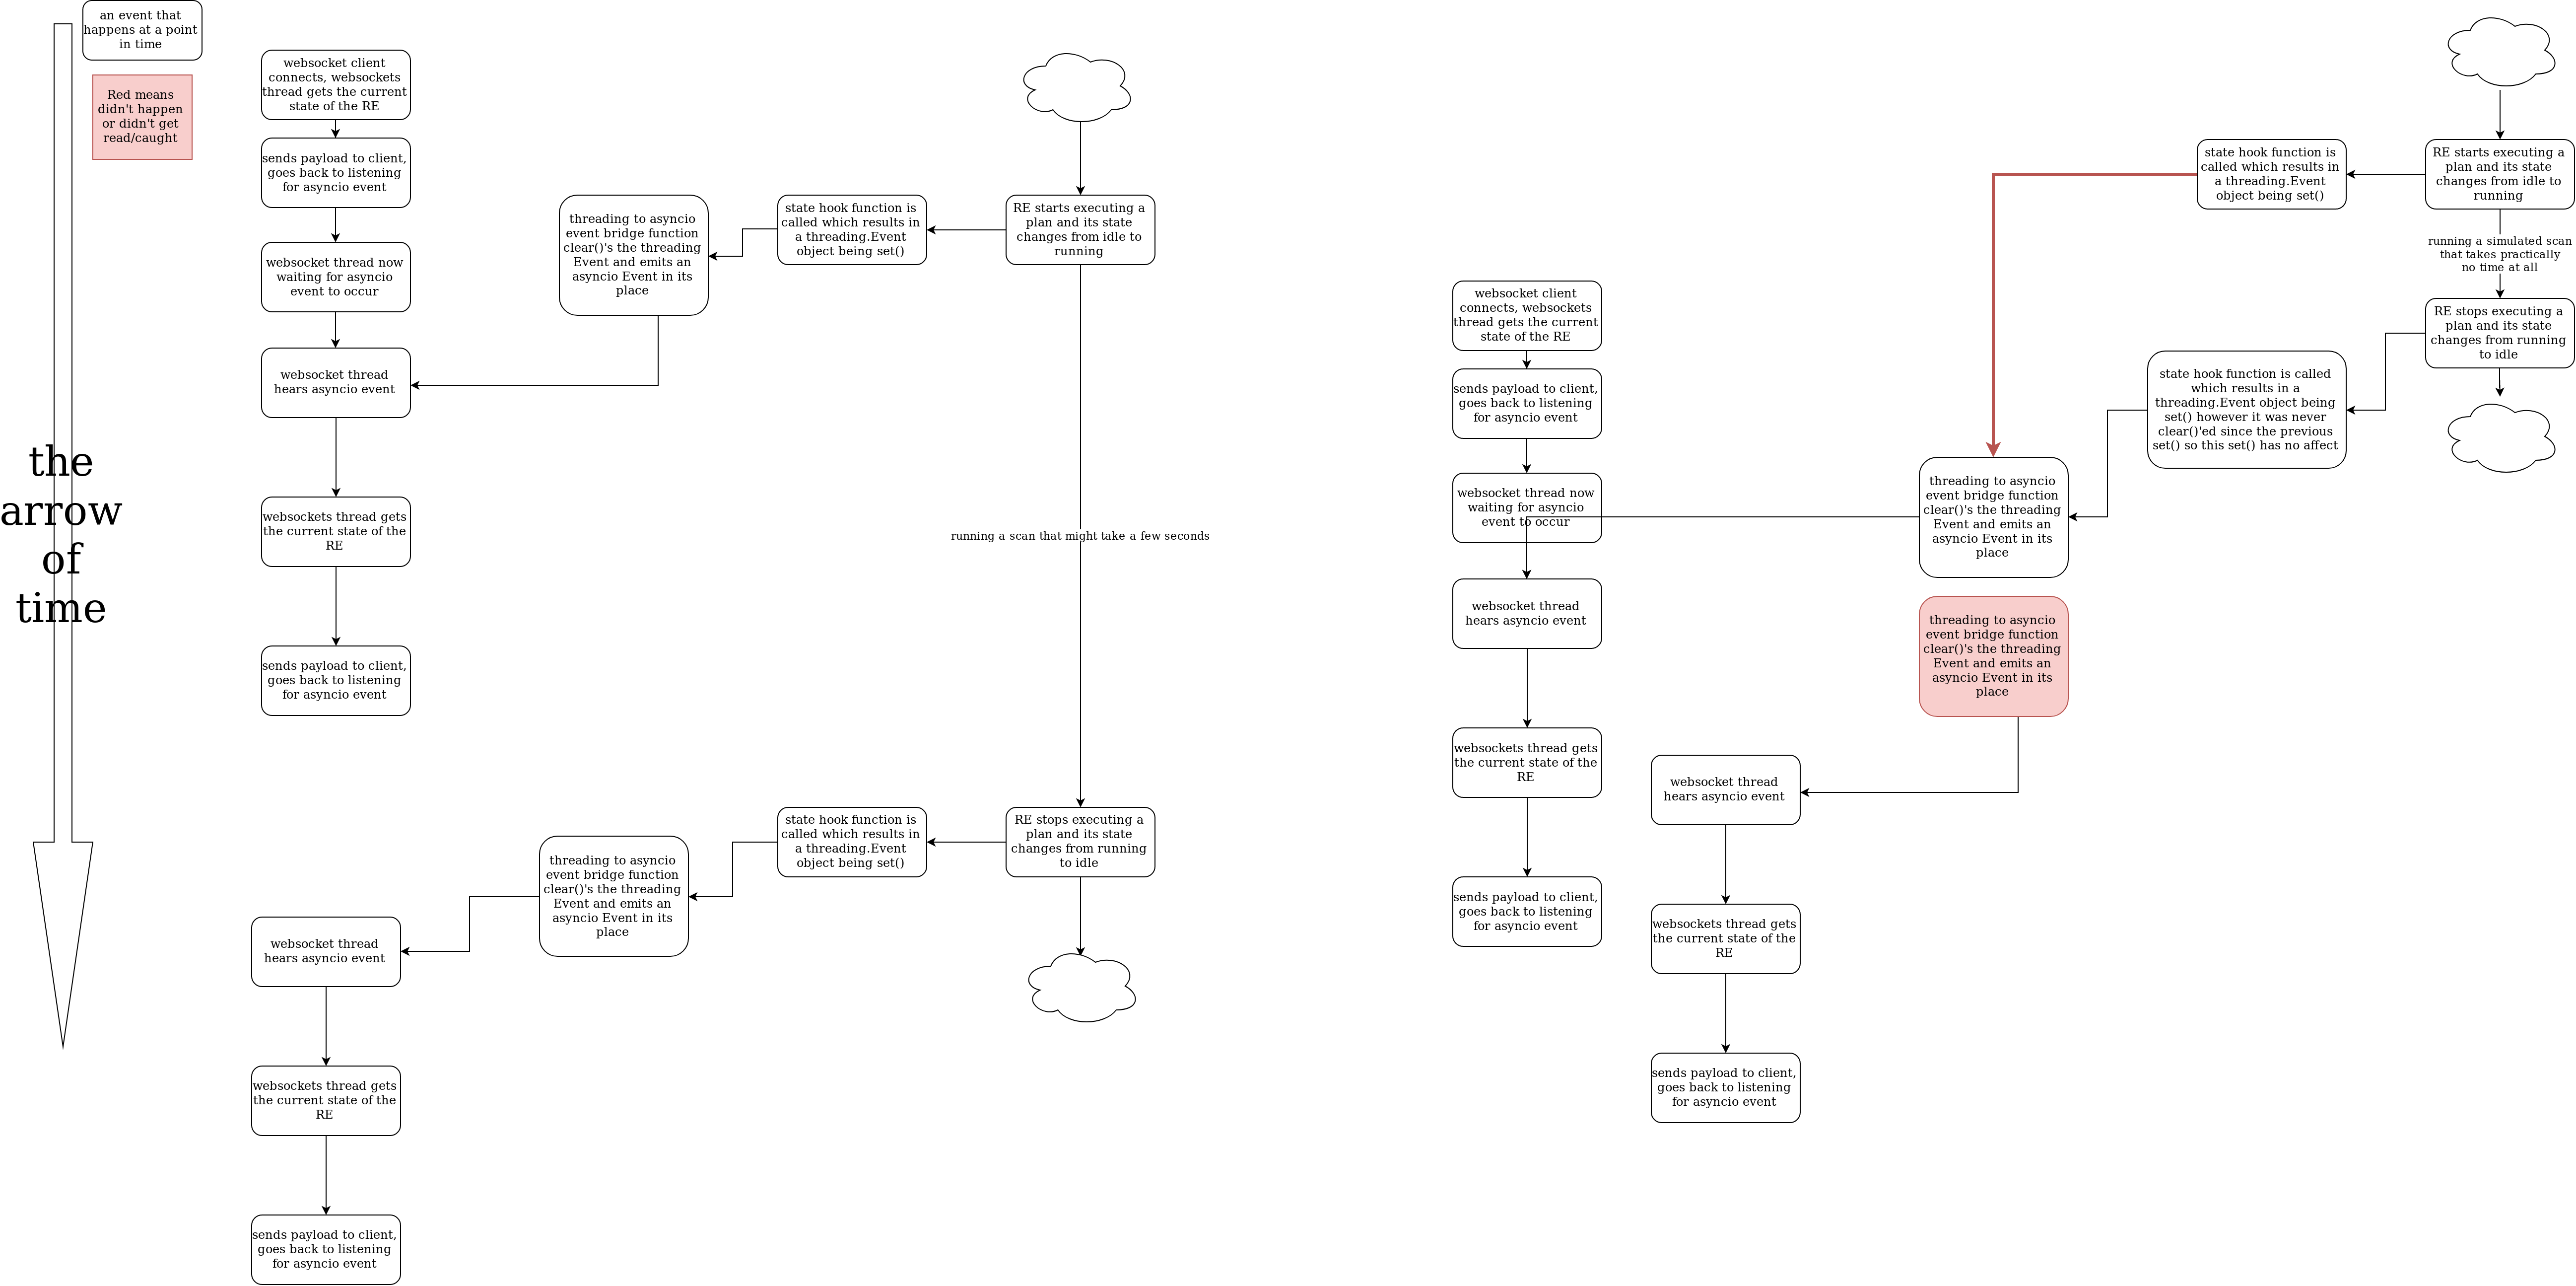 an event that
happens at a point
in time
Red means
didn't happen
or didn't get
read/caught
the
arrow
of
time
websocket client
connects, websockets
thread gets the current
state of the RE
sends payload to client,
goes back to listening
for asyncio event
websocket thread now
waiting for asyncio
event to occur
websocket thread
hears asyncio event
websockets thread gets
the current state of the
RE
sends payload to client,
goes back to listening
for asyncio event
threading to asyncio
event bridge function
clear()'s the threading
Event and emits an
asyncio Event in its
place
state hook function is
called which results in
a threading.Event
object being set()
RE starts executing a
plan and its state
changes from idle to
running
running a scan that might take a few seconds
RE stops executing a
plan and its state
changes from running
to idle
state hook function is
called which results in
a threading.Event
object being set()
threading to asyncio
event bridge function
clear()'s the threading
Event and emits an
asyncio Event in its
place
websocket thread
hears asyncio event
websockets thread gets
the current state of the
RE
sends payload to client,
goes back to listening
for asyncio event
RE starts executing a
plan and its state
changes from idle to
running
state hook function is
called which results in
a threading.Event
object being set()
running a simulated scan
that takes practically
no time at all
RE stops executing a
plan and its state
changes from running
to idle
state hook function is called
which results in a
threading.Event object being
set() however it was never
clear()'ed since the previous
set() so this set() has no affect
websocket client
connects, websockets
thread gets the current
state of the RE
sends payload to client,
goes back to listening
for asyncio event
websocket thread now
waiting for asyncio
event to occur
threading to asyncio
event bridge function
clear()'s the threading
Event and emits an
asyncio Event in its
place
websocket thread
hears asyncio event
threading to asyncio
event bridge function
clear()'s the threading
Event and emits an
asyncio Event in its
place
websockets thread gets
the current state of the
RE
sends payload to client,
goes back to listening
for asyncio event
websocket thread
hears asyncio event
websockets thread gets
the current state of the
RE
sends payload to client,
goes back to listening
for asyncio event